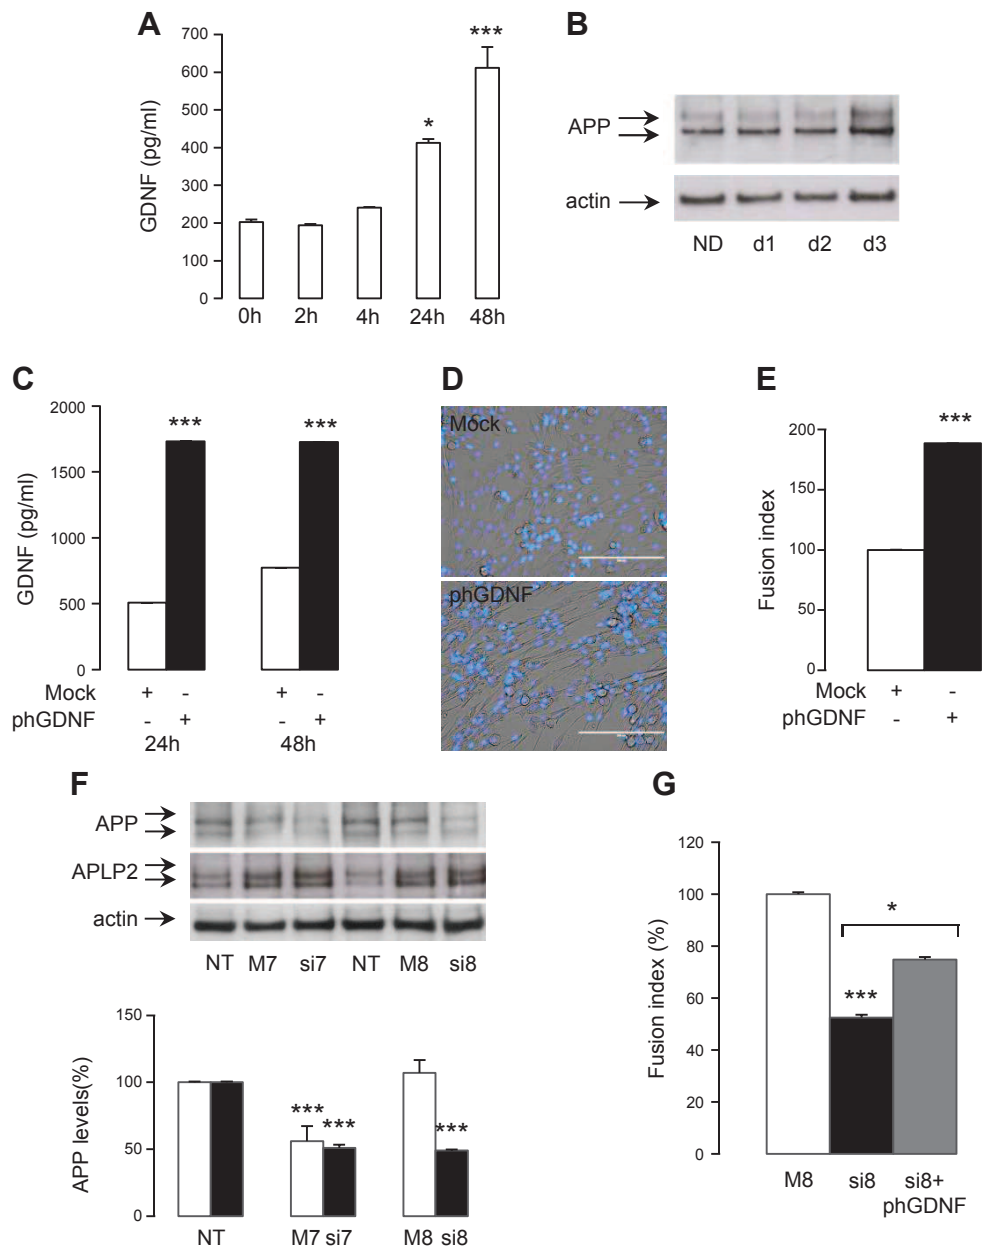 A
700
600
500
400
300
200
100
0
GDNF (pg/ml)
*
***
0h 2h 4h 24h 48h
B
APP
actin
ND d1 d2 d3
C
2000
1500
1000
500
0
GDNF (pg/ml)
*** ***
Mock + - + -
phGDNF - + - +
24h 48h
D
Mock
phGDNF
E
200
150
100
50
0
Fusion index
***
Mock + -
phGDNF - +
F
APP
APLP2
actin
NT M7 si7 NT M8 si8
150
100
50
0
APP levels(%)
*** *** ***
NT M7 si7 M8 si8
G
120
100
80
60
40
20
0
Fusion index (%)
*
***
M8 si8 si8+
phGDNF